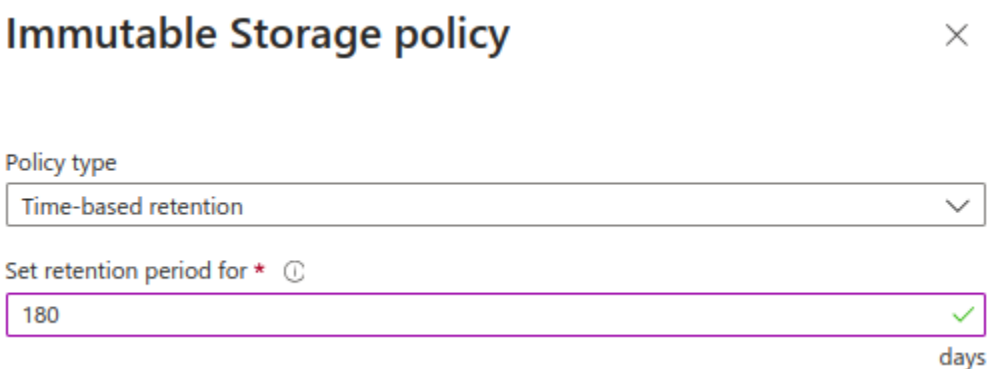 Immutable Storage policy
Policy type
Time-based retention
Set retention period for *
180
days